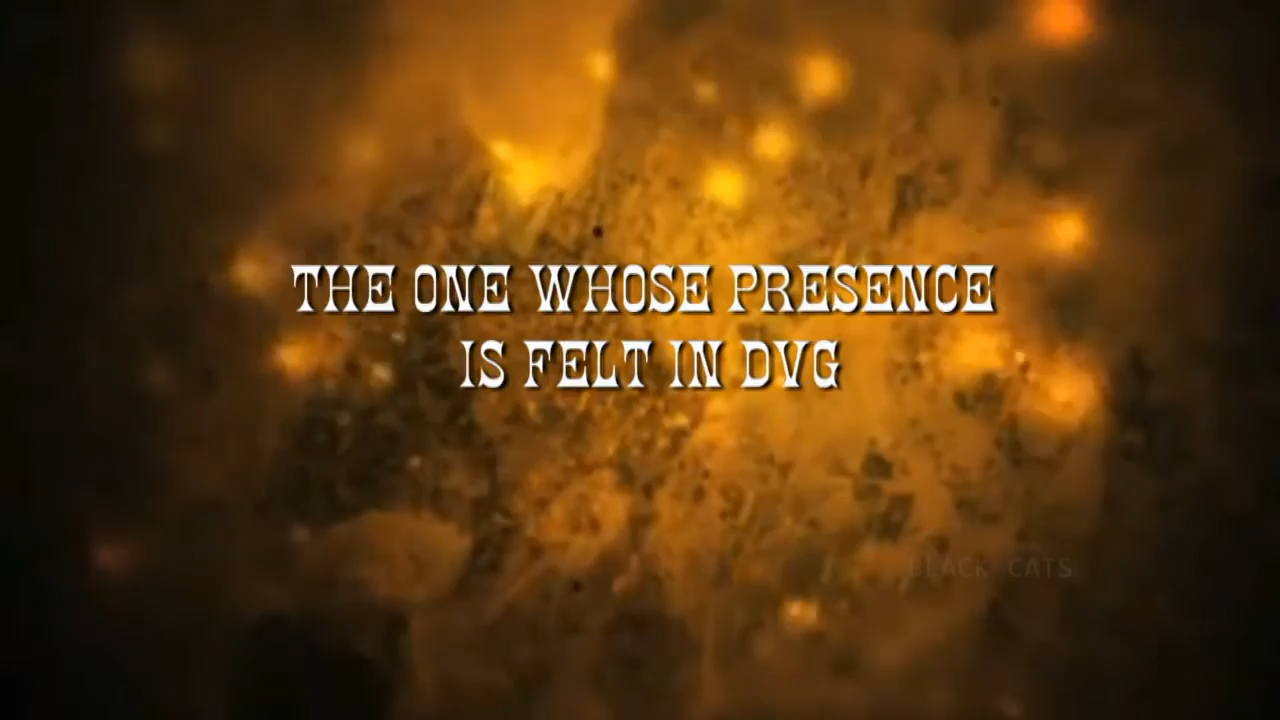 THE ONE WHOSE PRESENCE
IS FELT IN DVG
BLACK CATS